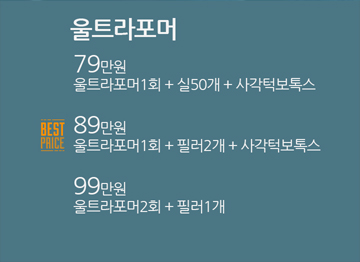 울트라포머
79만원
울트라포머1회 + 실50개 + 사각턱보톡스
BEST
PRICE
89만원
울트라포머1회 + 필러2개 + 사각턱보톡스
99만원
울트라포머2회 + 필러1개